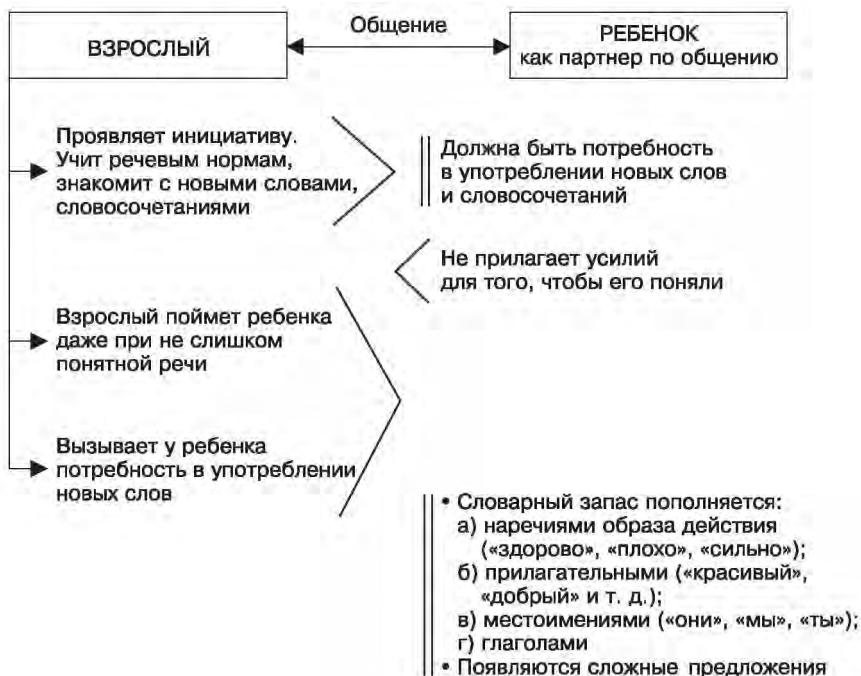 ВЗРОСЛЫЙ
Общение
РЕБЕНОК
как партнер по общению
Проявляет инициативу.
Учит речевым нормам,
знакомит с новыми словами,
словосочетаниями
Должна быть потребность
в употреблении новых слов
и словосочетаний
Не прилагает усилий
для того, чтобы его поняли
Взрослый поймет ребенка
даже при не слишком
понятной речи
Вызывает у ребенка
потребность в употреблении
новых слов
• Словарный запас пополняется:
а) наречиями образа действия
(«здорово», «плохо», «сильно»);
б) прилагательными («красивый»,
«добрый» и т. д.);
в) местоимениями («они», «мы», «ты»);
г) глаголами
• Появляются сложные предложения